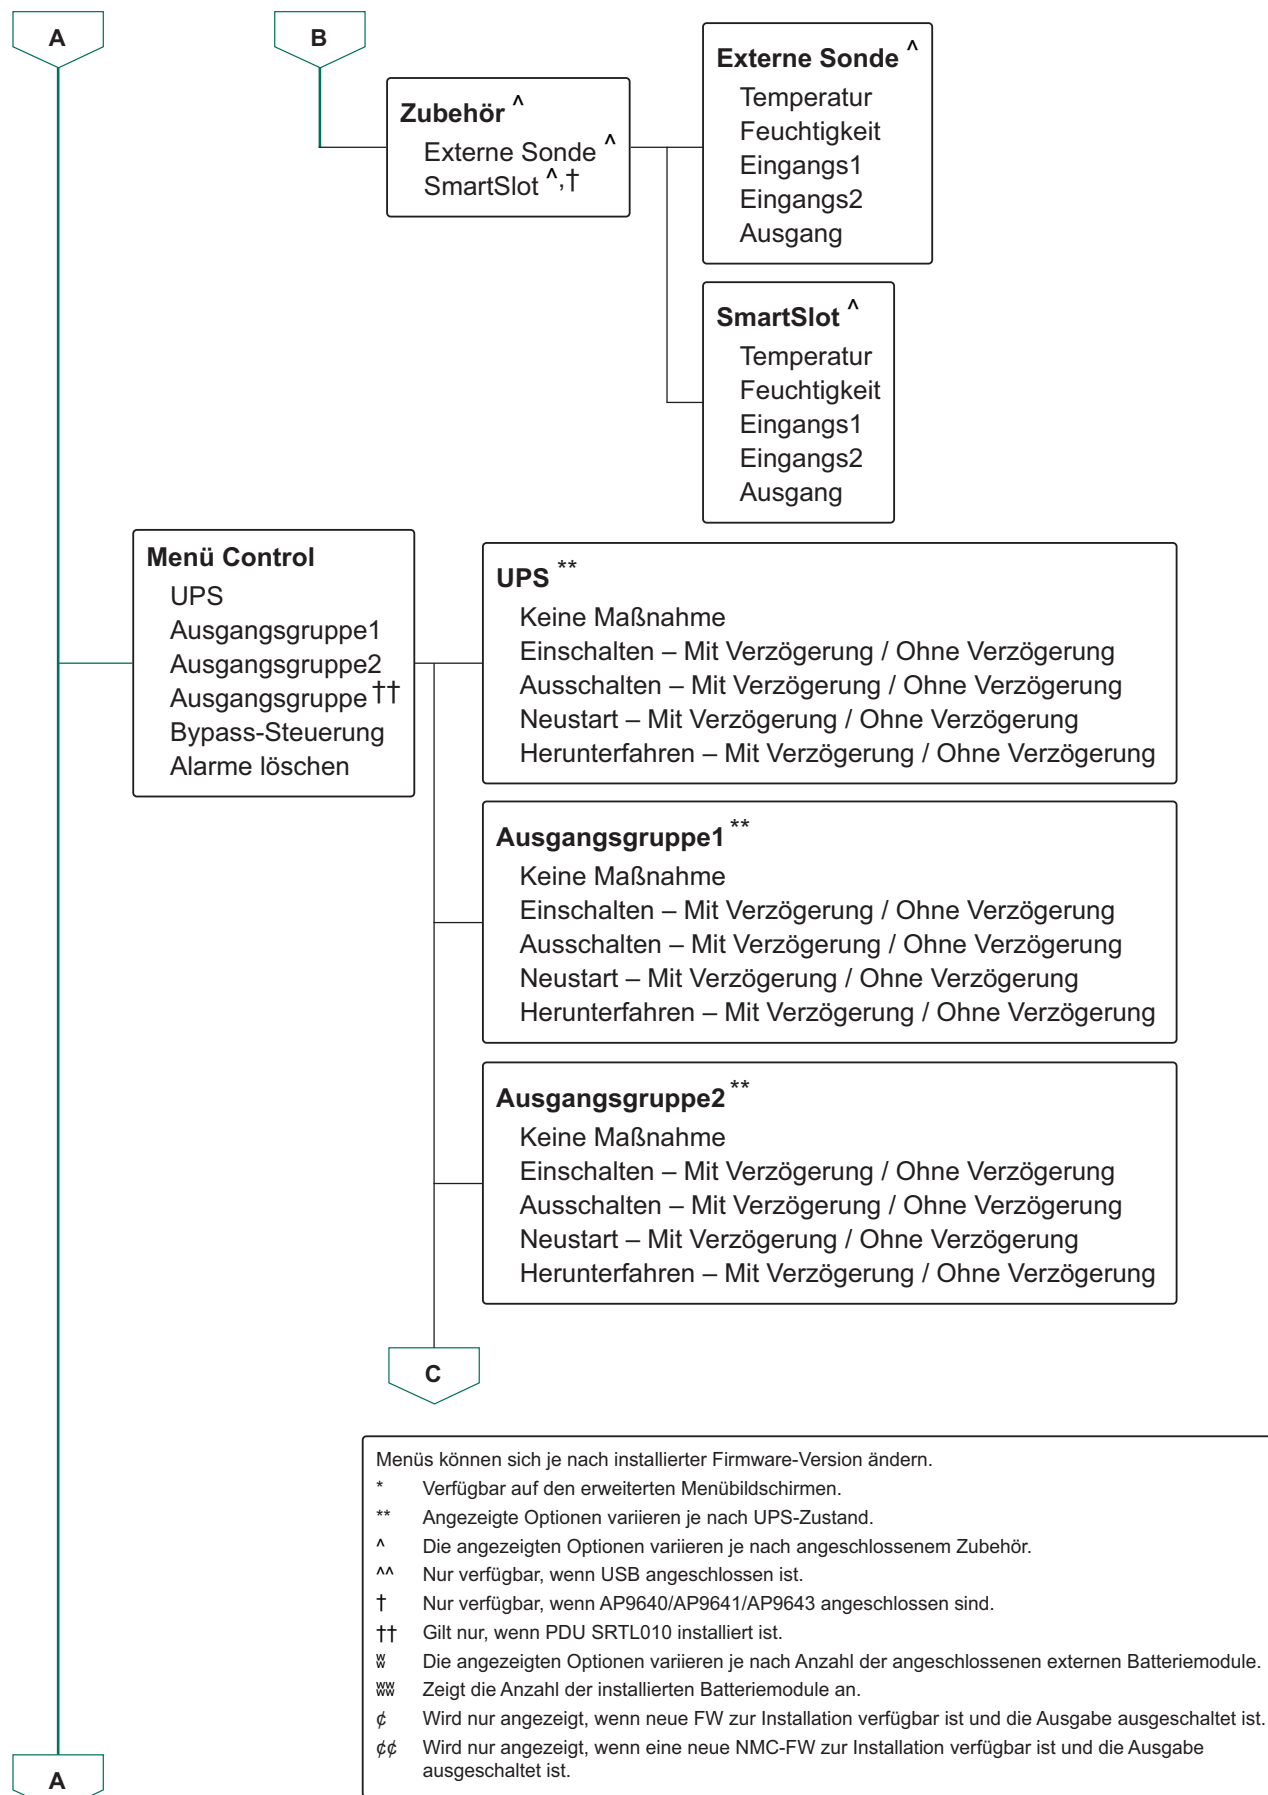 A
B
Zubehör ^
Externe Sonde ^
SmartSlot ^,†
Externe Sonde ^
Temperatur
Feuchtigkeit
Eingangs1
Eingangs2
Ausgang
SmartSlot ^
Temperatur
Feuchtigkeit
Eingangs1
Eingangs2
Ausgang
Menü Control
UPS
Ausgangsgruppe1
Ausgangsgruppe2
Ausgangsgruppe ††
Bypass-Steuerung
Alarme löschen
UPS **
Keine Maßnahme
Einschalten – Mit Verzögerung / Ohne Verzögerung
Ausschalten – Mit Verzögerung / Ohne Verzögerung
Neustart – Mit Verzögerung / Ohne Verzögerung
Herunterfahren – Mit Verzögerung / Ohne Verzögerung
Ausgangsgruppe1 **
Keine Maßnahme
Einschalten – Mit Verzögerung / Ohne Verzögerung
Ausschalten – Mit Verzögerung / Ohne Verzögerung
Neustart – Mit Verzögerung / Ohne Verzögerung
Herunterfahren – Mit Verzögerung / Ohne Verzögerung
Ausgangsgruppe2 **
Keine Maßnahme
Einschalten – Mit Verzögerung / Ohne Verzögerung
Ausschalten – Mit Verzögerung / Ohne Verzögerung
Neustart – Mit Verzögerung / Ohne Verzögerung
Herunterfahren – Mit Verzögerung / Ohne Verzögerung
C
Menüs können sich je nach installierter Firmware-Version ändern.
* Verfügbar auf den erweiterten Menübildschirmen.
** Angezeigte Optionen variieren je nach UPS-Zustand.
^ Die angezeigten Optionen variieren je nach angeschlossenem Zubehör.
^^ Nur verfügbar, wenn USB angeschlossen ist.
† Nur verfügbar, wenn AP9640/AP9641/AP9643 angeschlossen sind.
†† Gilt nur, wenn PDU SRTL010 installiert ist.
ʬ Die angezeigten Optionen variieren je nach Anzahl der angeschlossenen externen Batteriemodule.
ʬʬ Zeigt die Anzahl der installierten Batteriemodule an.
¢ Wird nur angezeigt, wenn neue FW zur Installation verfügbar ist und die Ausgabe ausgeschaltet ist.
¢¢ Wird nur angezeigt, wenn eine neue NMC-FW zur Installation verfügbar ist und die Ausgabe
ausgeschaltet ist.
A